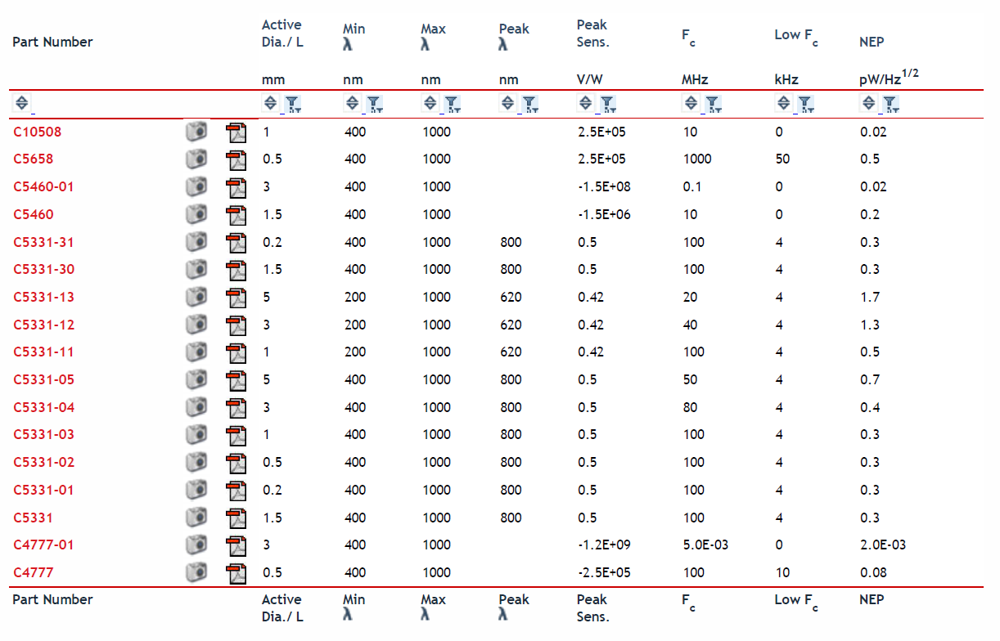 Part Number Active Dia./ L Min λ Max λ Peak λ Peak Sens. Fc Low Fc NEP
mm nm nm nm V/W MHz kHz pW/Hz1/2
C10508 1 400 1000 2.5E+05 10 0 0.02
C5658 0.5 400 1000 2.5E+05 1000 50 0.5
C5460-01 3 400 1000 -1.5E+08 0.1 0 0.02
C5460 1.5 400 1000 -1.5E+06 10 0 0.2
C5331-31 0.2 400 1000 800 0.5 100 4 0.3
C5331-30 1.5 400 1000 800 0.5 100 4 0.3
C5331-13 5 200 1000 620 0.42 20 4 1.7
C5331-12 3 200 1000 620 0.42 40 4 1.3
C5331-11 1 200 1000 620 0.42 100 4 0.5
C5331-05 5 400 1000 800 0.5 50 4 0.7
C5331-04 3 400 1000 800 0.5 80 4 0.4
C5331-03 1 400 1000 800 0.5 100 4 0.3
C5331-02 0.5 400 1000 800 0.5 100 4 0.3
C5331-01 0.2 400 1000 800 0.5 100 4 0.3
C5331 1.5 400 1000 800 0.5 100 4 0.3
C4777-01 3 400 1000 -1.2E+09 5.0E-03 0 2.0E-03
C4777 0.5 400 1000 -2.5E+05 100 10 0.08
Part Number Active Dia./ L Min λ Max λ Peak λ Peak Sens. Fc Low Fc NEP